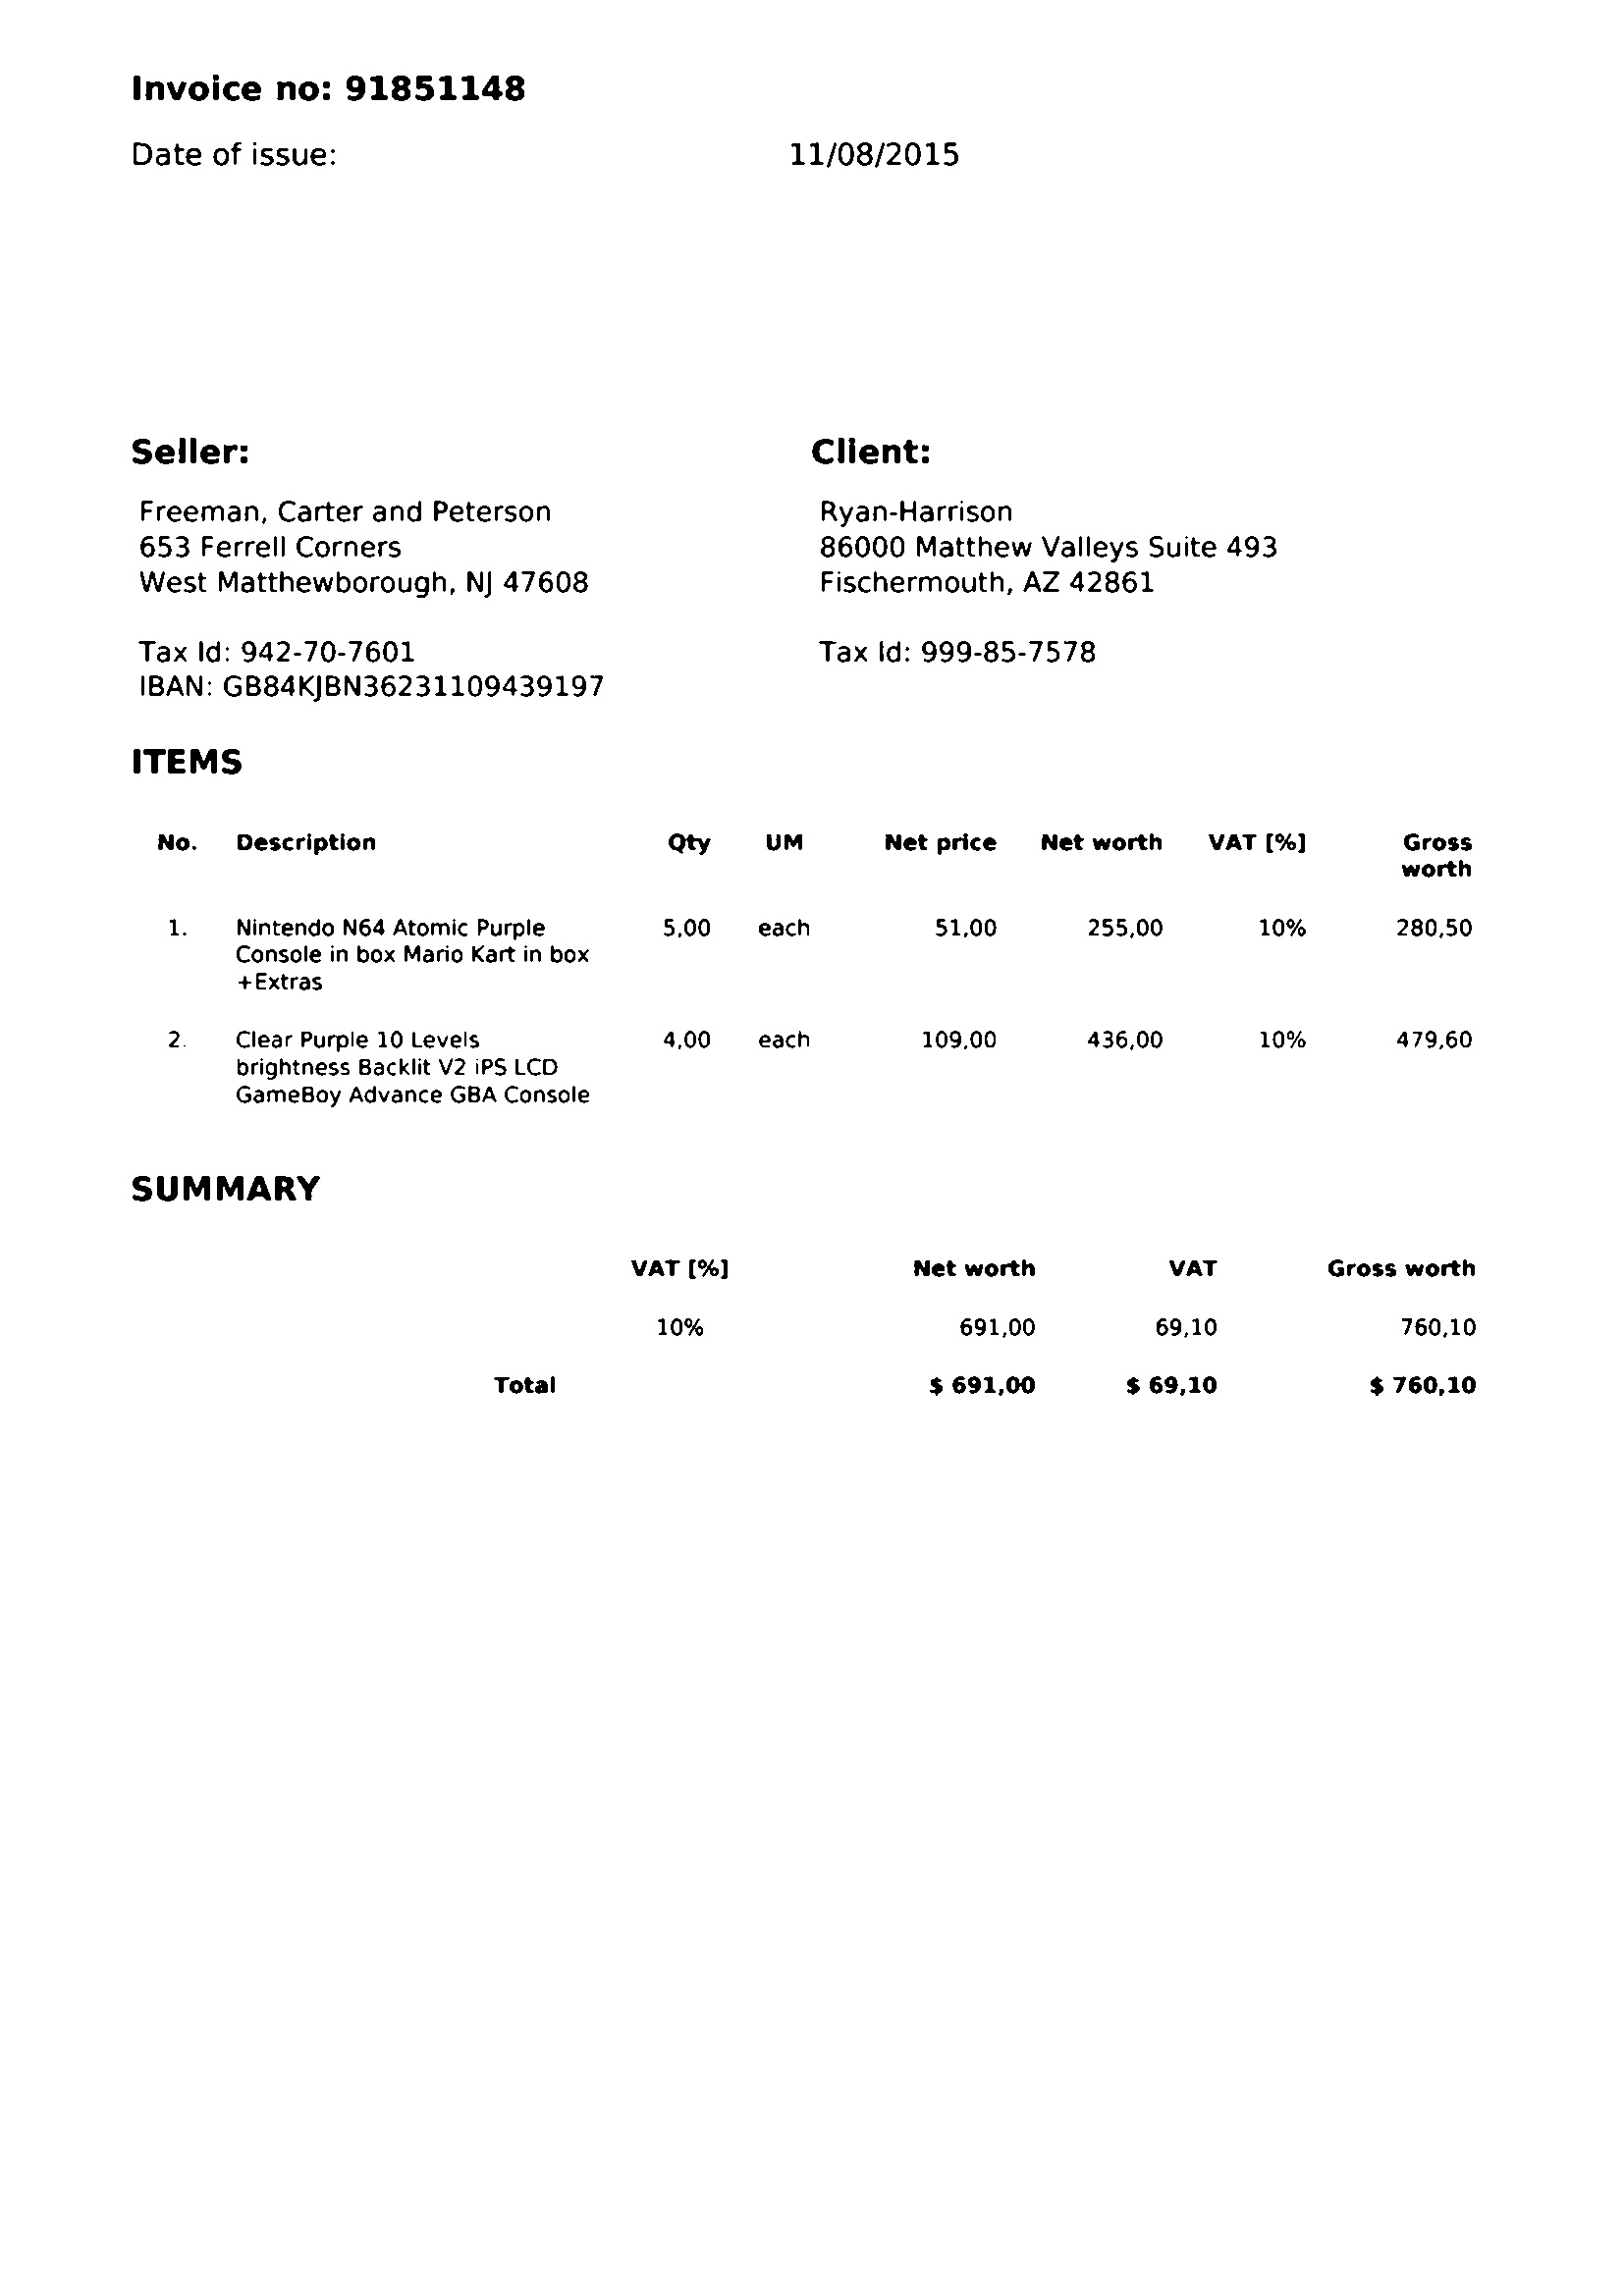 Invoice no: 91851148
Date of issue: 11/08/2015
Seller:
Freeman, Carter and Peterson
653 Ferrell Corners
West Matthewborough, NJ 47608
Tax Id: 942-70-7601
IBAN: GB84KJBN36231109439197
Client:
Ryan-Harrison
86000 Matthew Valleys Suite 493
Fischermouth, AZ 42861
Tax Id: 999-85-7578
ITEMS
No. Description Qty UM Net price Net worth VAT [%] Gross
worth
1. Nintendo N64 Atomic Purple 5,00 each 51,00 255,00 10% 280,50
Console in box Mario Kart in box
+Extras
2. Clear Purple 10 Levels 4,00 each 109,00 436,00 10% 479,60
brightness Backlit V2 iPS LCD
GameBoy Advance GBA Console
SUMMARY
VAT [%] Net worth VAT Gross worth
10% 691,00 69,10 760,10
Total $ 691,00 $ 69,10 $ 760,10